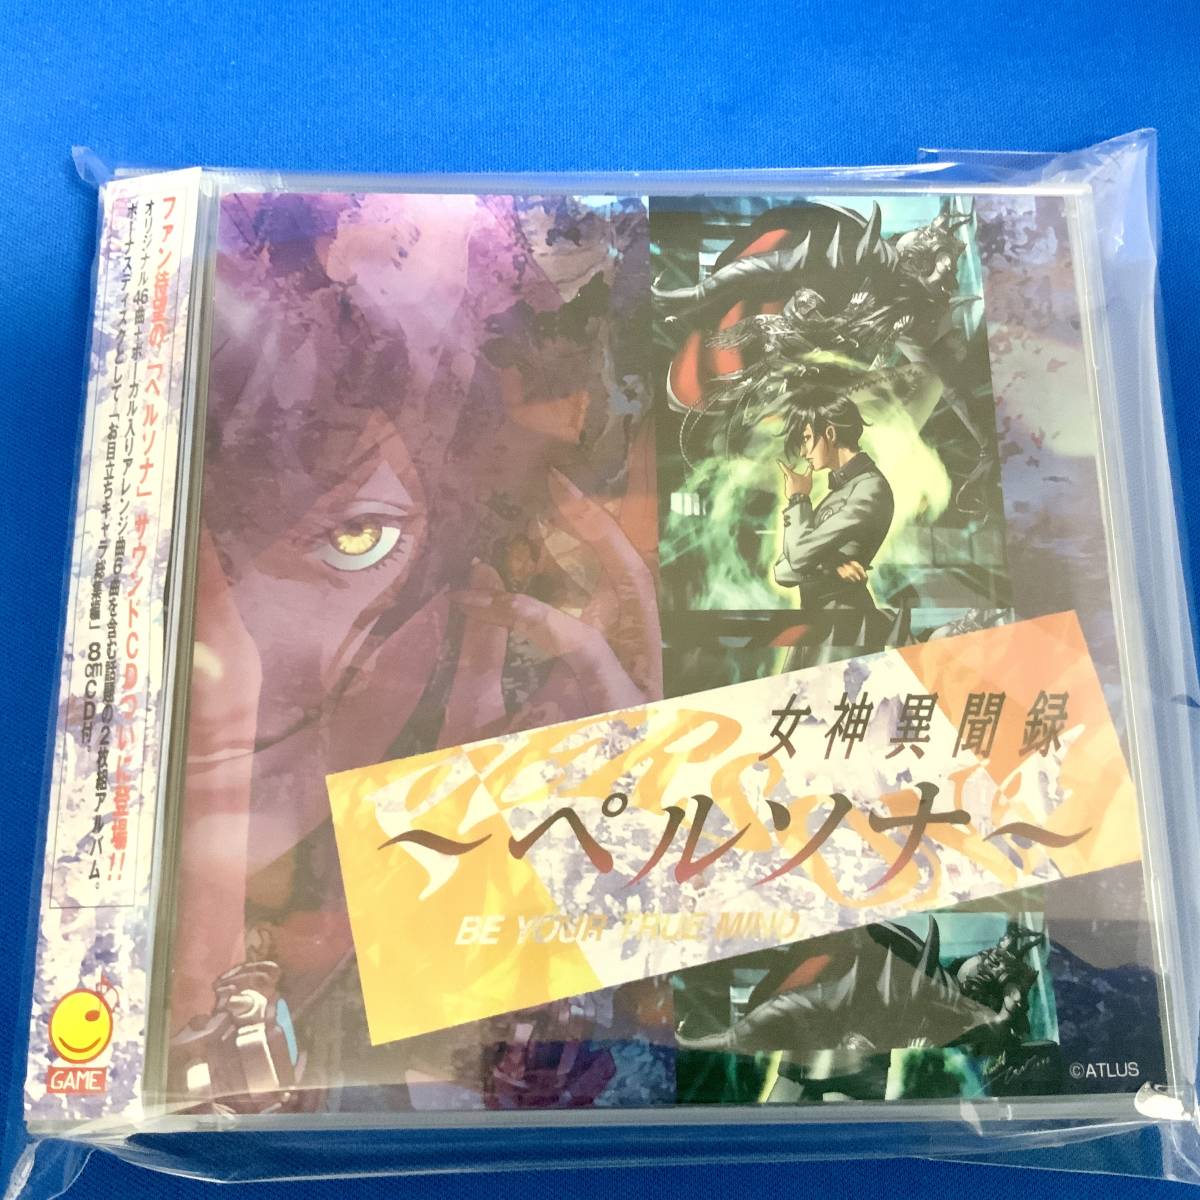 ファン待望の「ペルソナ」サウンドCDついに登場!!
オリジナル46曲+ボーカル入りアレンジ曲6曲を含む話題の2枚組アルバム。
ボーナスディスクとして「お目立ちキャラ総集編」8cmCD付。
GAME
女神異聞録
～ペルソナ～
BE YOUR TRUE MIND
©ATLUS